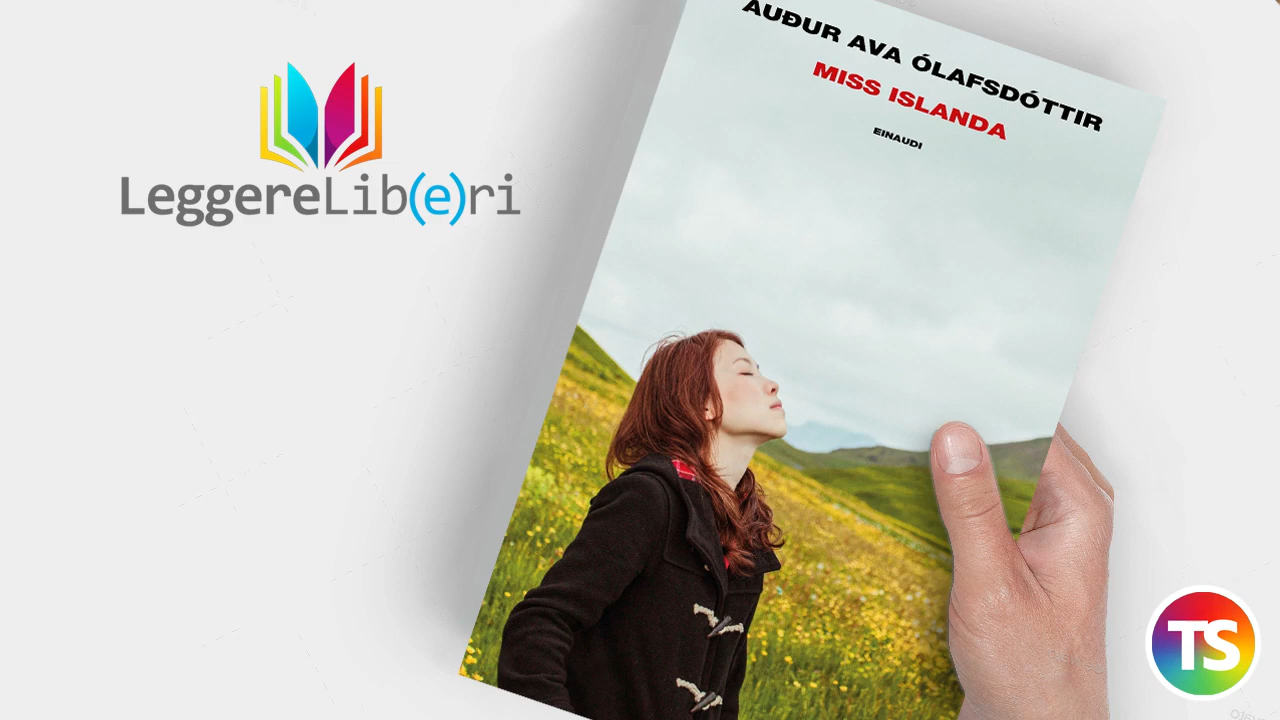 LeggereLib(e)ri
AUÐUR AVA ÓLAFSDÓTTIR
MISS ISLANDA
EINAUDI
TS